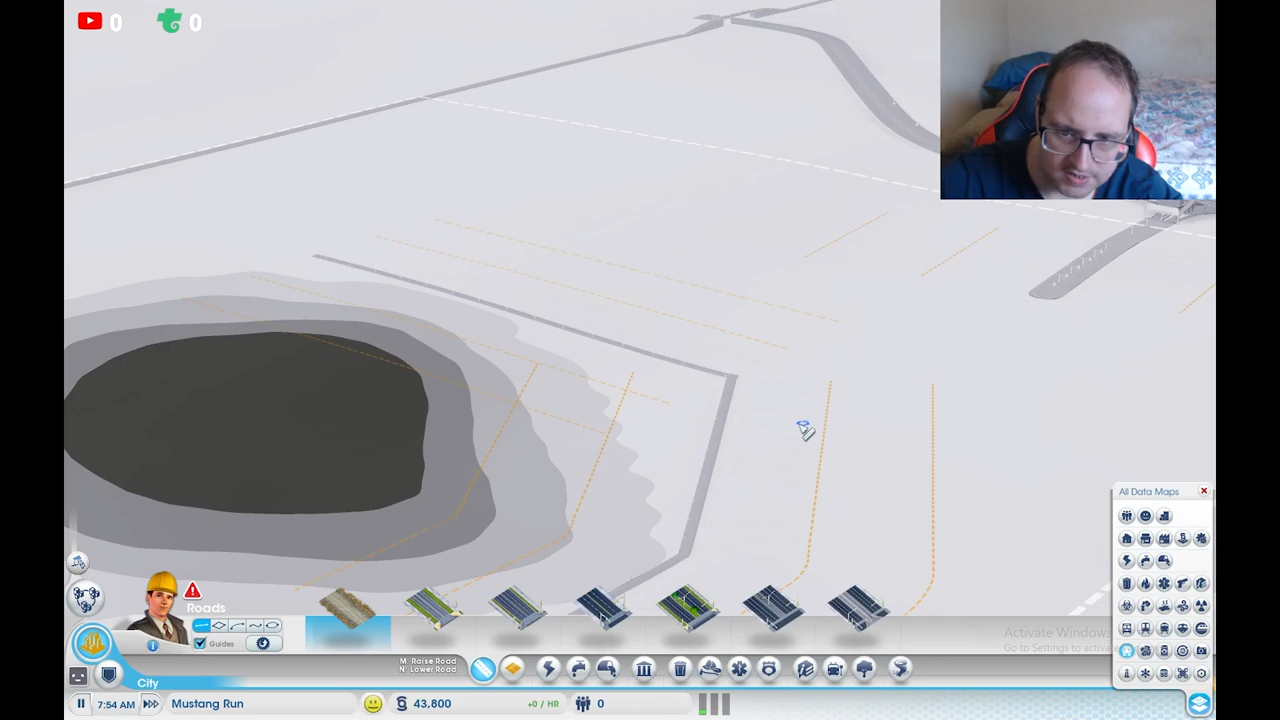 0 0
All Data Maps
Roads
Guides
M. Raise Road
N. Lower Road
Activate Windows
Go to Settings to activate
City
7:54 AM Mustang Run 43,800 +0 / HR 0